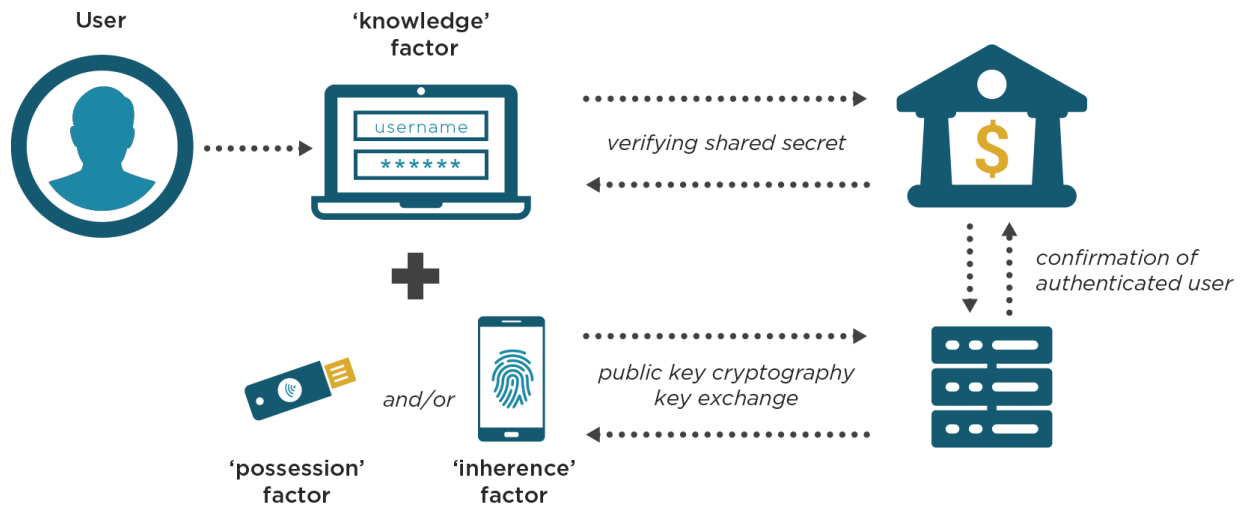 User
‘knowledge’
factor
username
******
verifying shared secret
$
confirmation of
authenticated user
and/or
public key cryptography
key exchange
‘possession’
factor
‘inherence’
factor